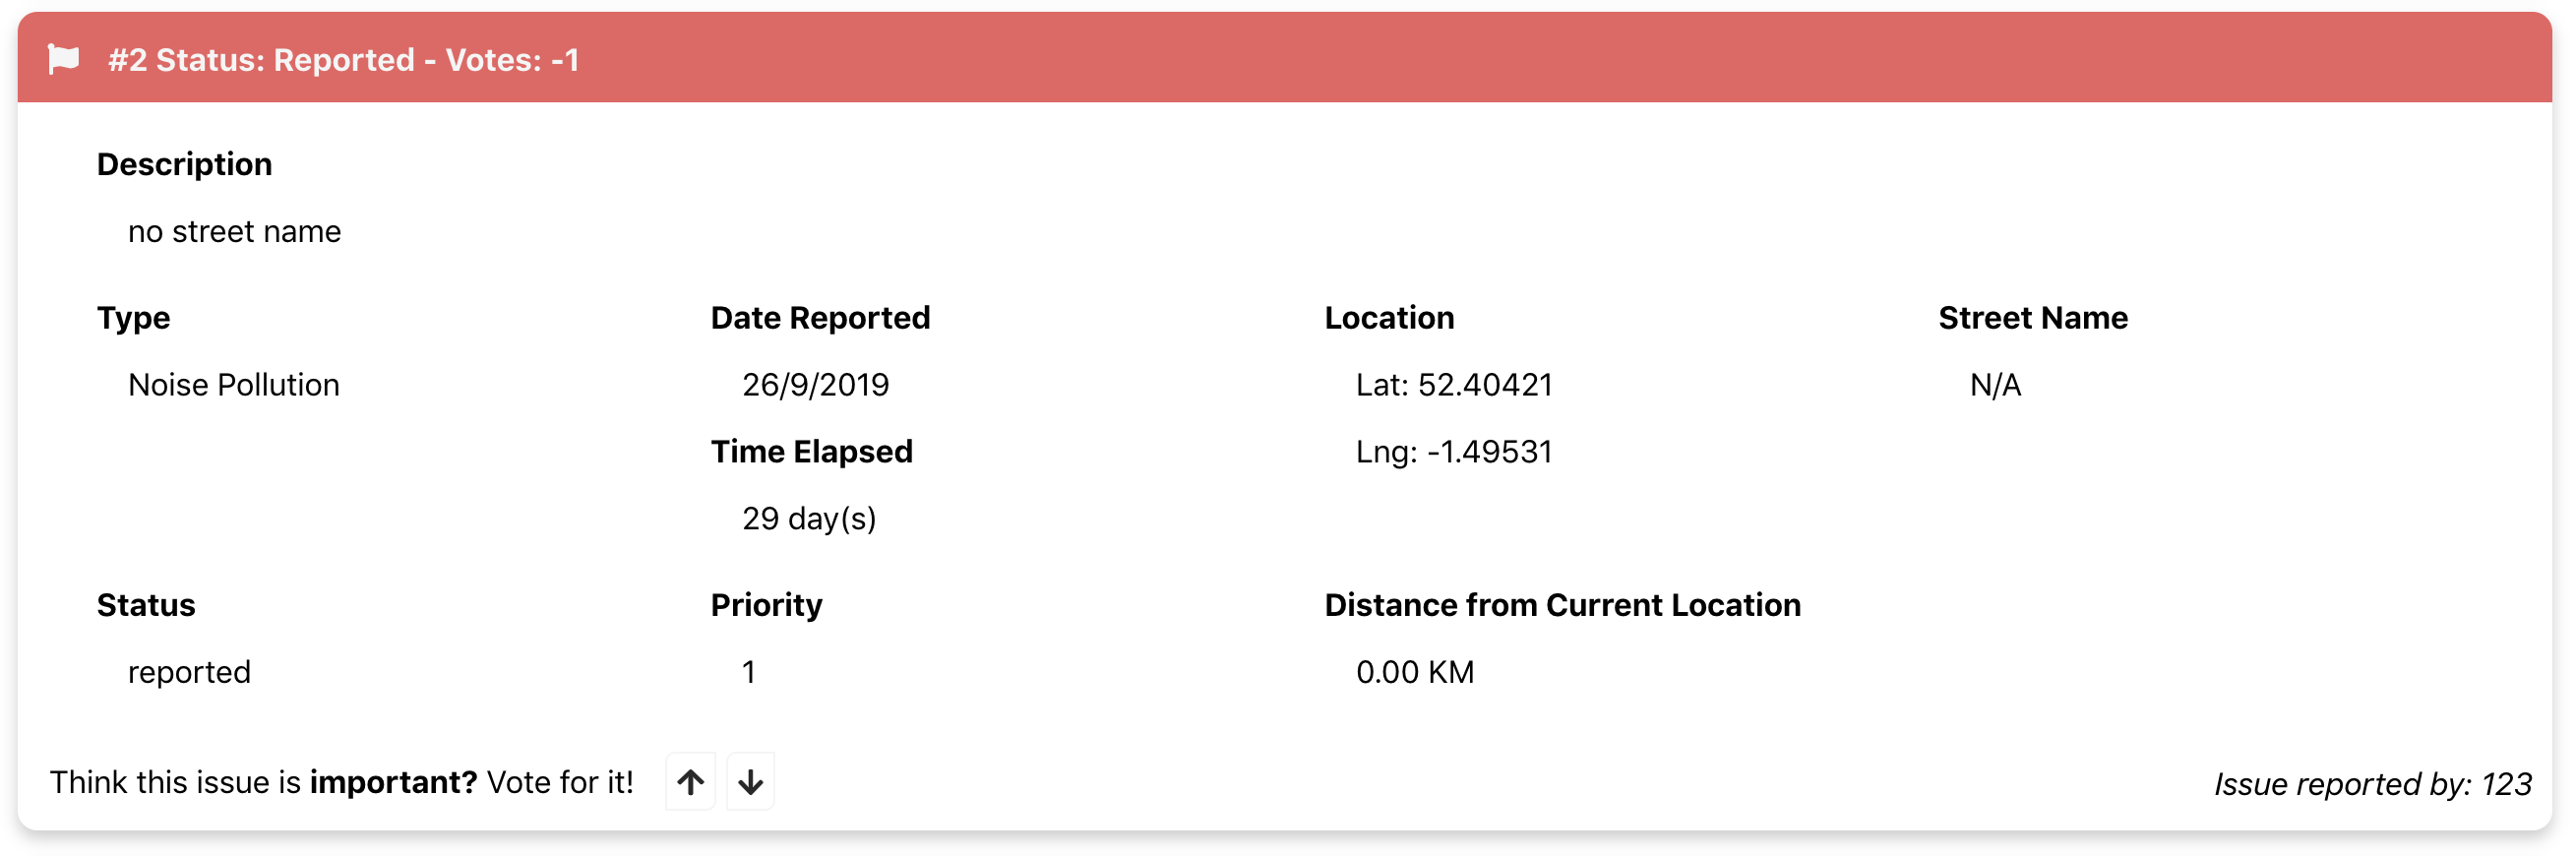 #2 Status: Reported - Votes: -1
Description
no street name
Type
Noise Pollution
Date Reported
26/9/2019
Time Elapsed
29 day(s)
Location
Lat: 52.40421
Lng: -1.49531
Street Name
N/A
Status
reported
Priority
1
Distance from Current Location
0.00 KM
Think this issue is important? Vote for it!
Issue reported by: 123